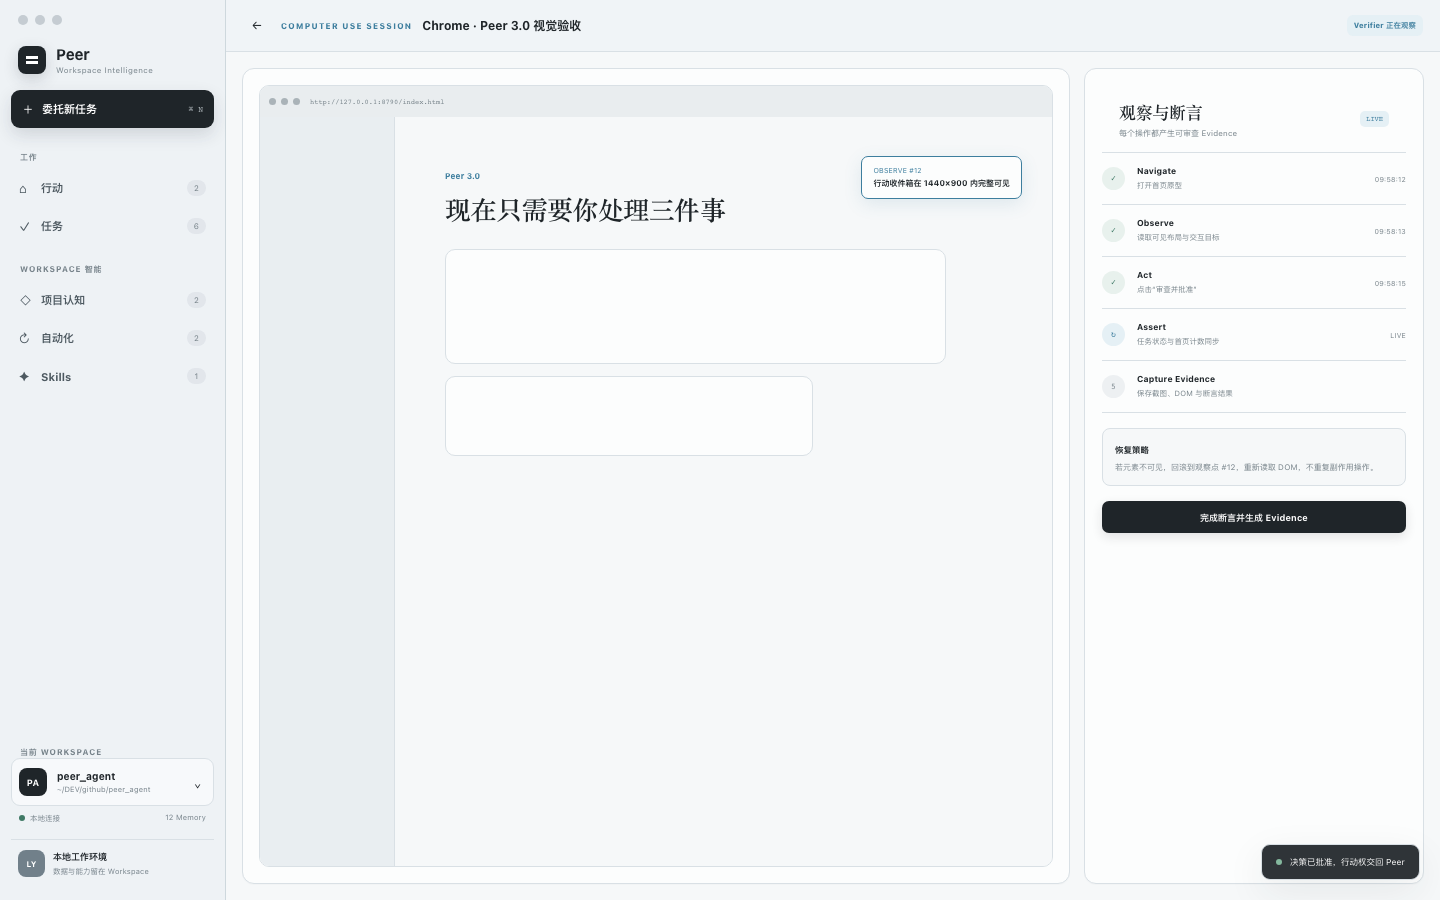 Peer
Workspace Intelligence
+ 委托新任务 ⌘ N
工作
行动 2
任务 6
WORKSPACE 智能
项目认知 2
自动化 2
Skills 1
当前 WORKSPACE
PA
peer_agent
~/DEV/github/peer_agent
本地连接 12 Memory
LY
本地工作环境
数据与能力留在 Workspace
← COMPUTER USE SESSION Chrome · Peer 3.0 视觉验收
Verifier 正在观察
http://127.0.0.1:8790/index.html
Peer 3.0
现在只需要你处理三件事
OBSERVE #12
行动收件箱在 1440×900 内完整可见
观察与断言
每个操作都产生可审查 Evidence
LIVE
✓ Navigate
打开首页原型
09:58:12
✓ Observe
读取可见布局与交互目标
09:58:13
✓ Act
点击“审查并批准”
09:58:15
↻ Assert
任务状态与首页计数同步
LIVE
5 Capture Evidence
保存截图、DOM 与断言结果
恢复策略
若元素不可见，回滚到观察点 #12，重新读取 DOM，不重复副作用操作。
完成断言并生成 Evidence
决策已批准，行动权交回 Peer